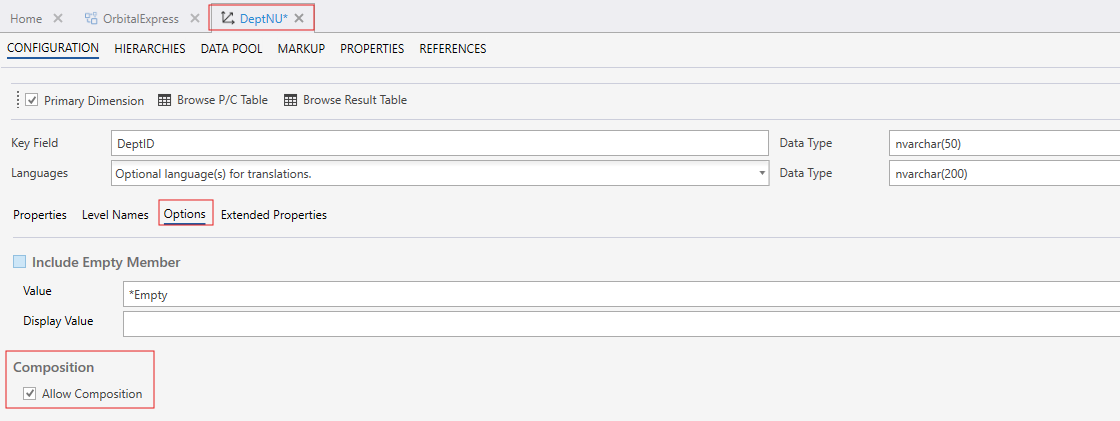 Home OrbitalExpress DeptNU*
CONFIGURATION HIERARCHIES DATA POOL MARKUP PROPERTIES REFERENCES
Primary Dimension Browse P/C Table Browse Result Table
Key Field DeptID Data Type nvarchar(50)
Languages Optional language(s) for translations. Data Type nvarchar(200)
Properties Level Names Options Extended Properties
Include Empty Member
Value *Empty
Display Value
Composition
Allow Composition